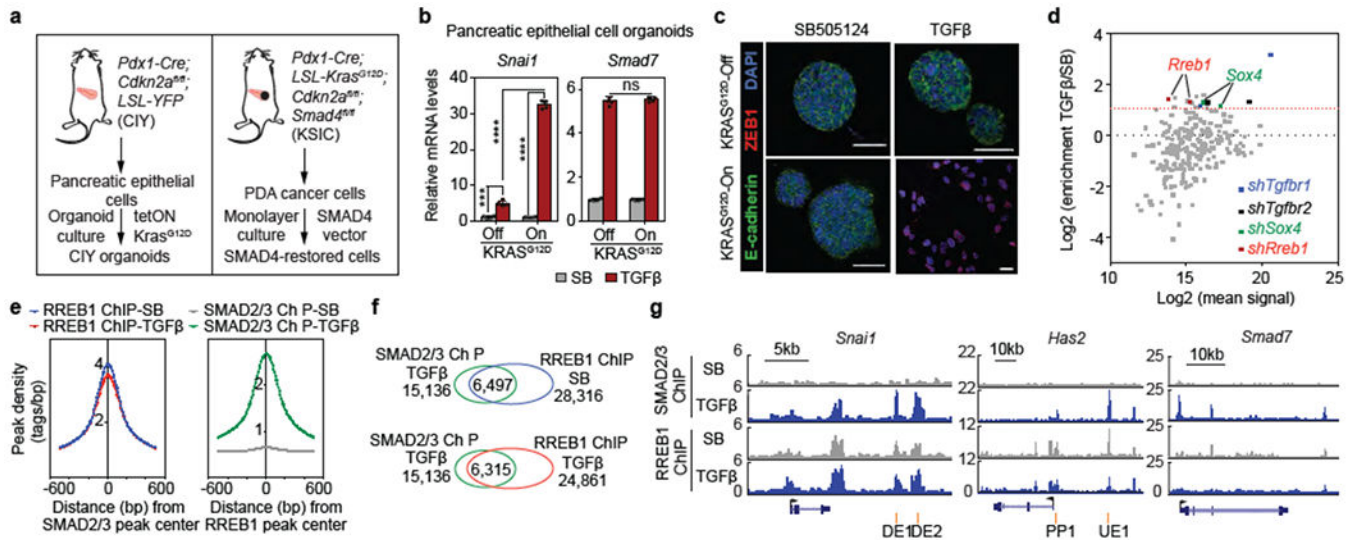 a
Pdx1-Cre;
Cdkn2a^fl/fl;
LSL-YFP
(CIY)
Pancreatic epithelial
cells
Organoid tetON
culture Kras^G12D
CIY organoids
Pdx1-Cre;
LSL-Kras^G12D;
Cdkn2a^fl/fl;
Smad4^fl/fl
(KSIC)
PDA cancer cells
Monolayer SMAD4
culture vector
SMAD4-restored cells
b
Pancreatic epithelial cell organoids
Snai1 Smad7
Relative mRNA levels
40
30
20
10
0
6
4
2
0
***
****
****
ns
Off On Off On
KRAS^G12D KRAS^G12D
SB TGFβ
c
SB505124 TGFβ
KRAS^G12D-Off
KRAS^G12D-On
E-cadherin ZEB1 DAPI
d
Log2 (enrichment TGFβ/SB)
4
2
0
-2
-4
Rreb1 Sox4
shTgfbr1
shTgfbr2
shSox4
shRreb1
10 15 20 25
Log2 (mean signal)
e
RREB1 ChIP-SB SMAD2/3 Ch P-SB
RREB1 ChIP-TGFβ SMAD2/3 ChIP-TGFβ
Peak density
(tags/bp)
4
2
2
1
-600 0 600 -600 0 600
Distance (bp) from Distance (bp) from
SMAD2/3 peak center RREB1 peak center
f
SMAD2/3 Ch P
TGFβ
15,136
6,497
RREB1 ChIP
SB
28,316
SMAD2/3 Ch P
TGFβ
15,136
6,315
RREB1 ChIP
TGFβ
24,861
g
Snai1 Has2 Smad7
5kb 10kb 10kb
SMAD2/3
ChIP
SB
TGFβ
RREB1
ChIP
SB
TGFβ
6
6
6
6
0
22
22
12
12
0
25
25
25
25
0
DE1 DE2 PP1 UE1